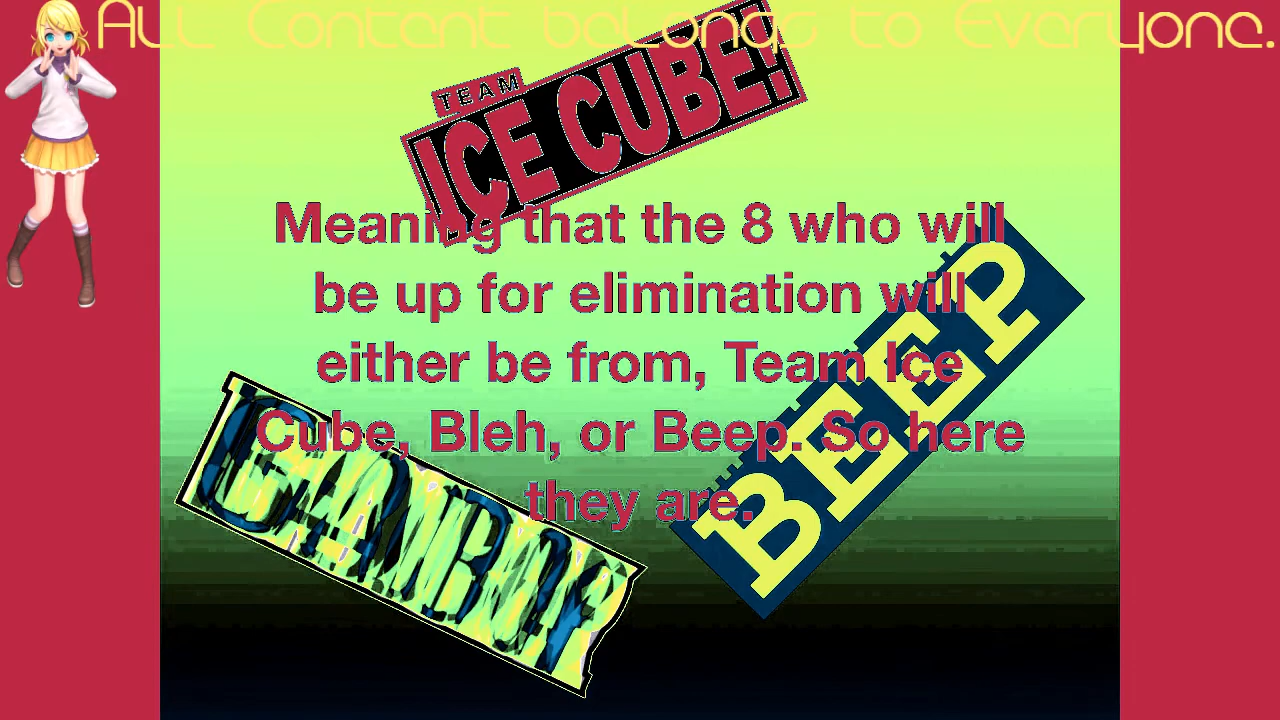 ALL Content belongs to Everyone.
TEAM
ICE CUBE!
Meaning that the 8 who will
be up for elimination will
either be from, Team Ice
Cube, Bleh, or Beep. So here
they are.
BEEP